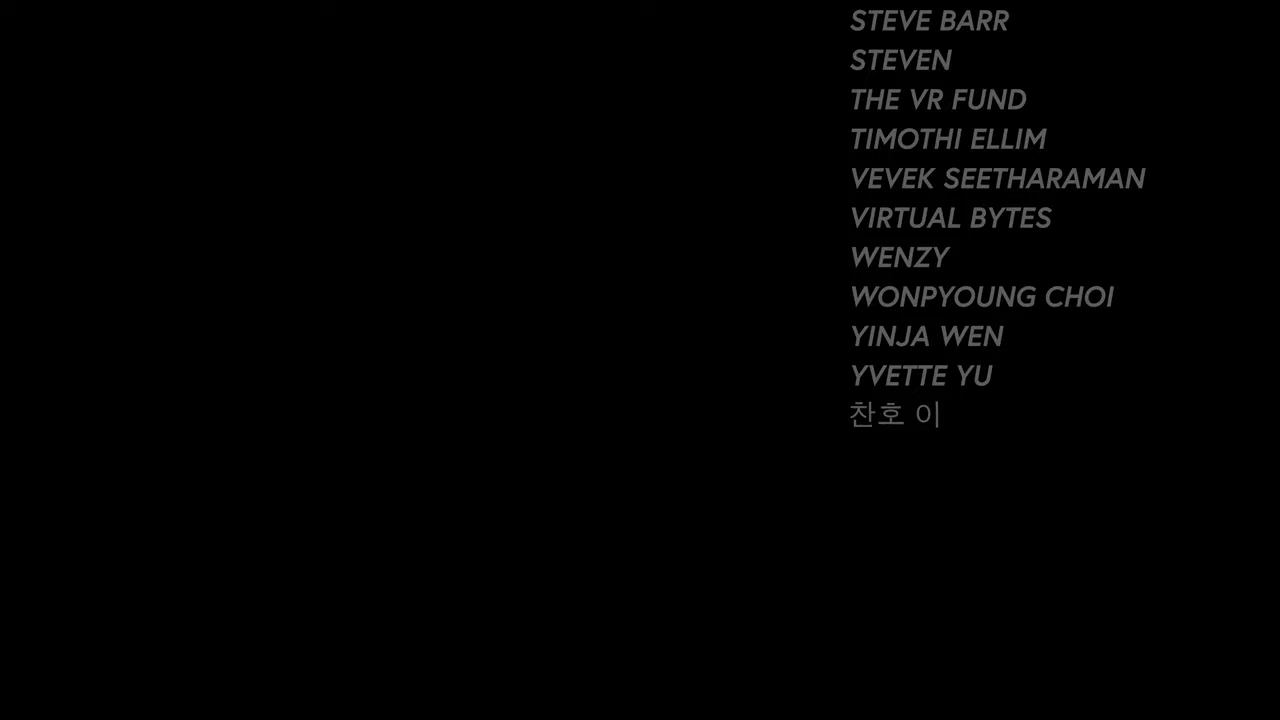 STEVE BARR
STEVEN
THE VR FUND
TIMOTHI ELLIM
VEVEK SEETHARAMAN
VIRTUAL BYTES
WENZY
WONPYOUNG CHOI
YINJA WEN
YVETTE YU
찬호 이